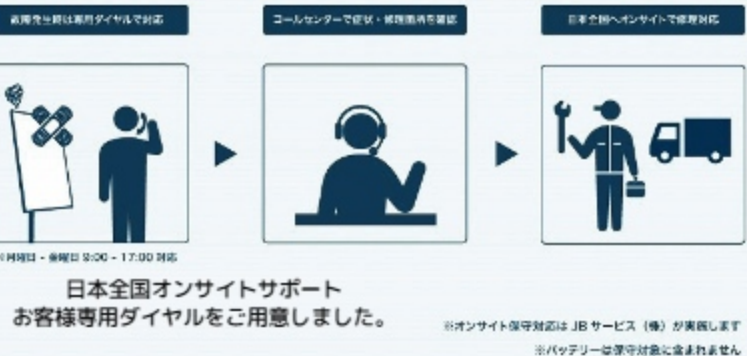 故障発生時は専用ダイヤルで対応
コールセンターで症状・修理箇所を確認
日本全国へオンサイトで修理対応
月曜日 - 金曜日 9:00 - 17:00 対応
日本全国オンサイトサポート
お客様専用ダイヤルをご用意しました。
※オンサイト保守対応は JB サービス（株）が実施します
※バッテリーは保守対象に含まれません